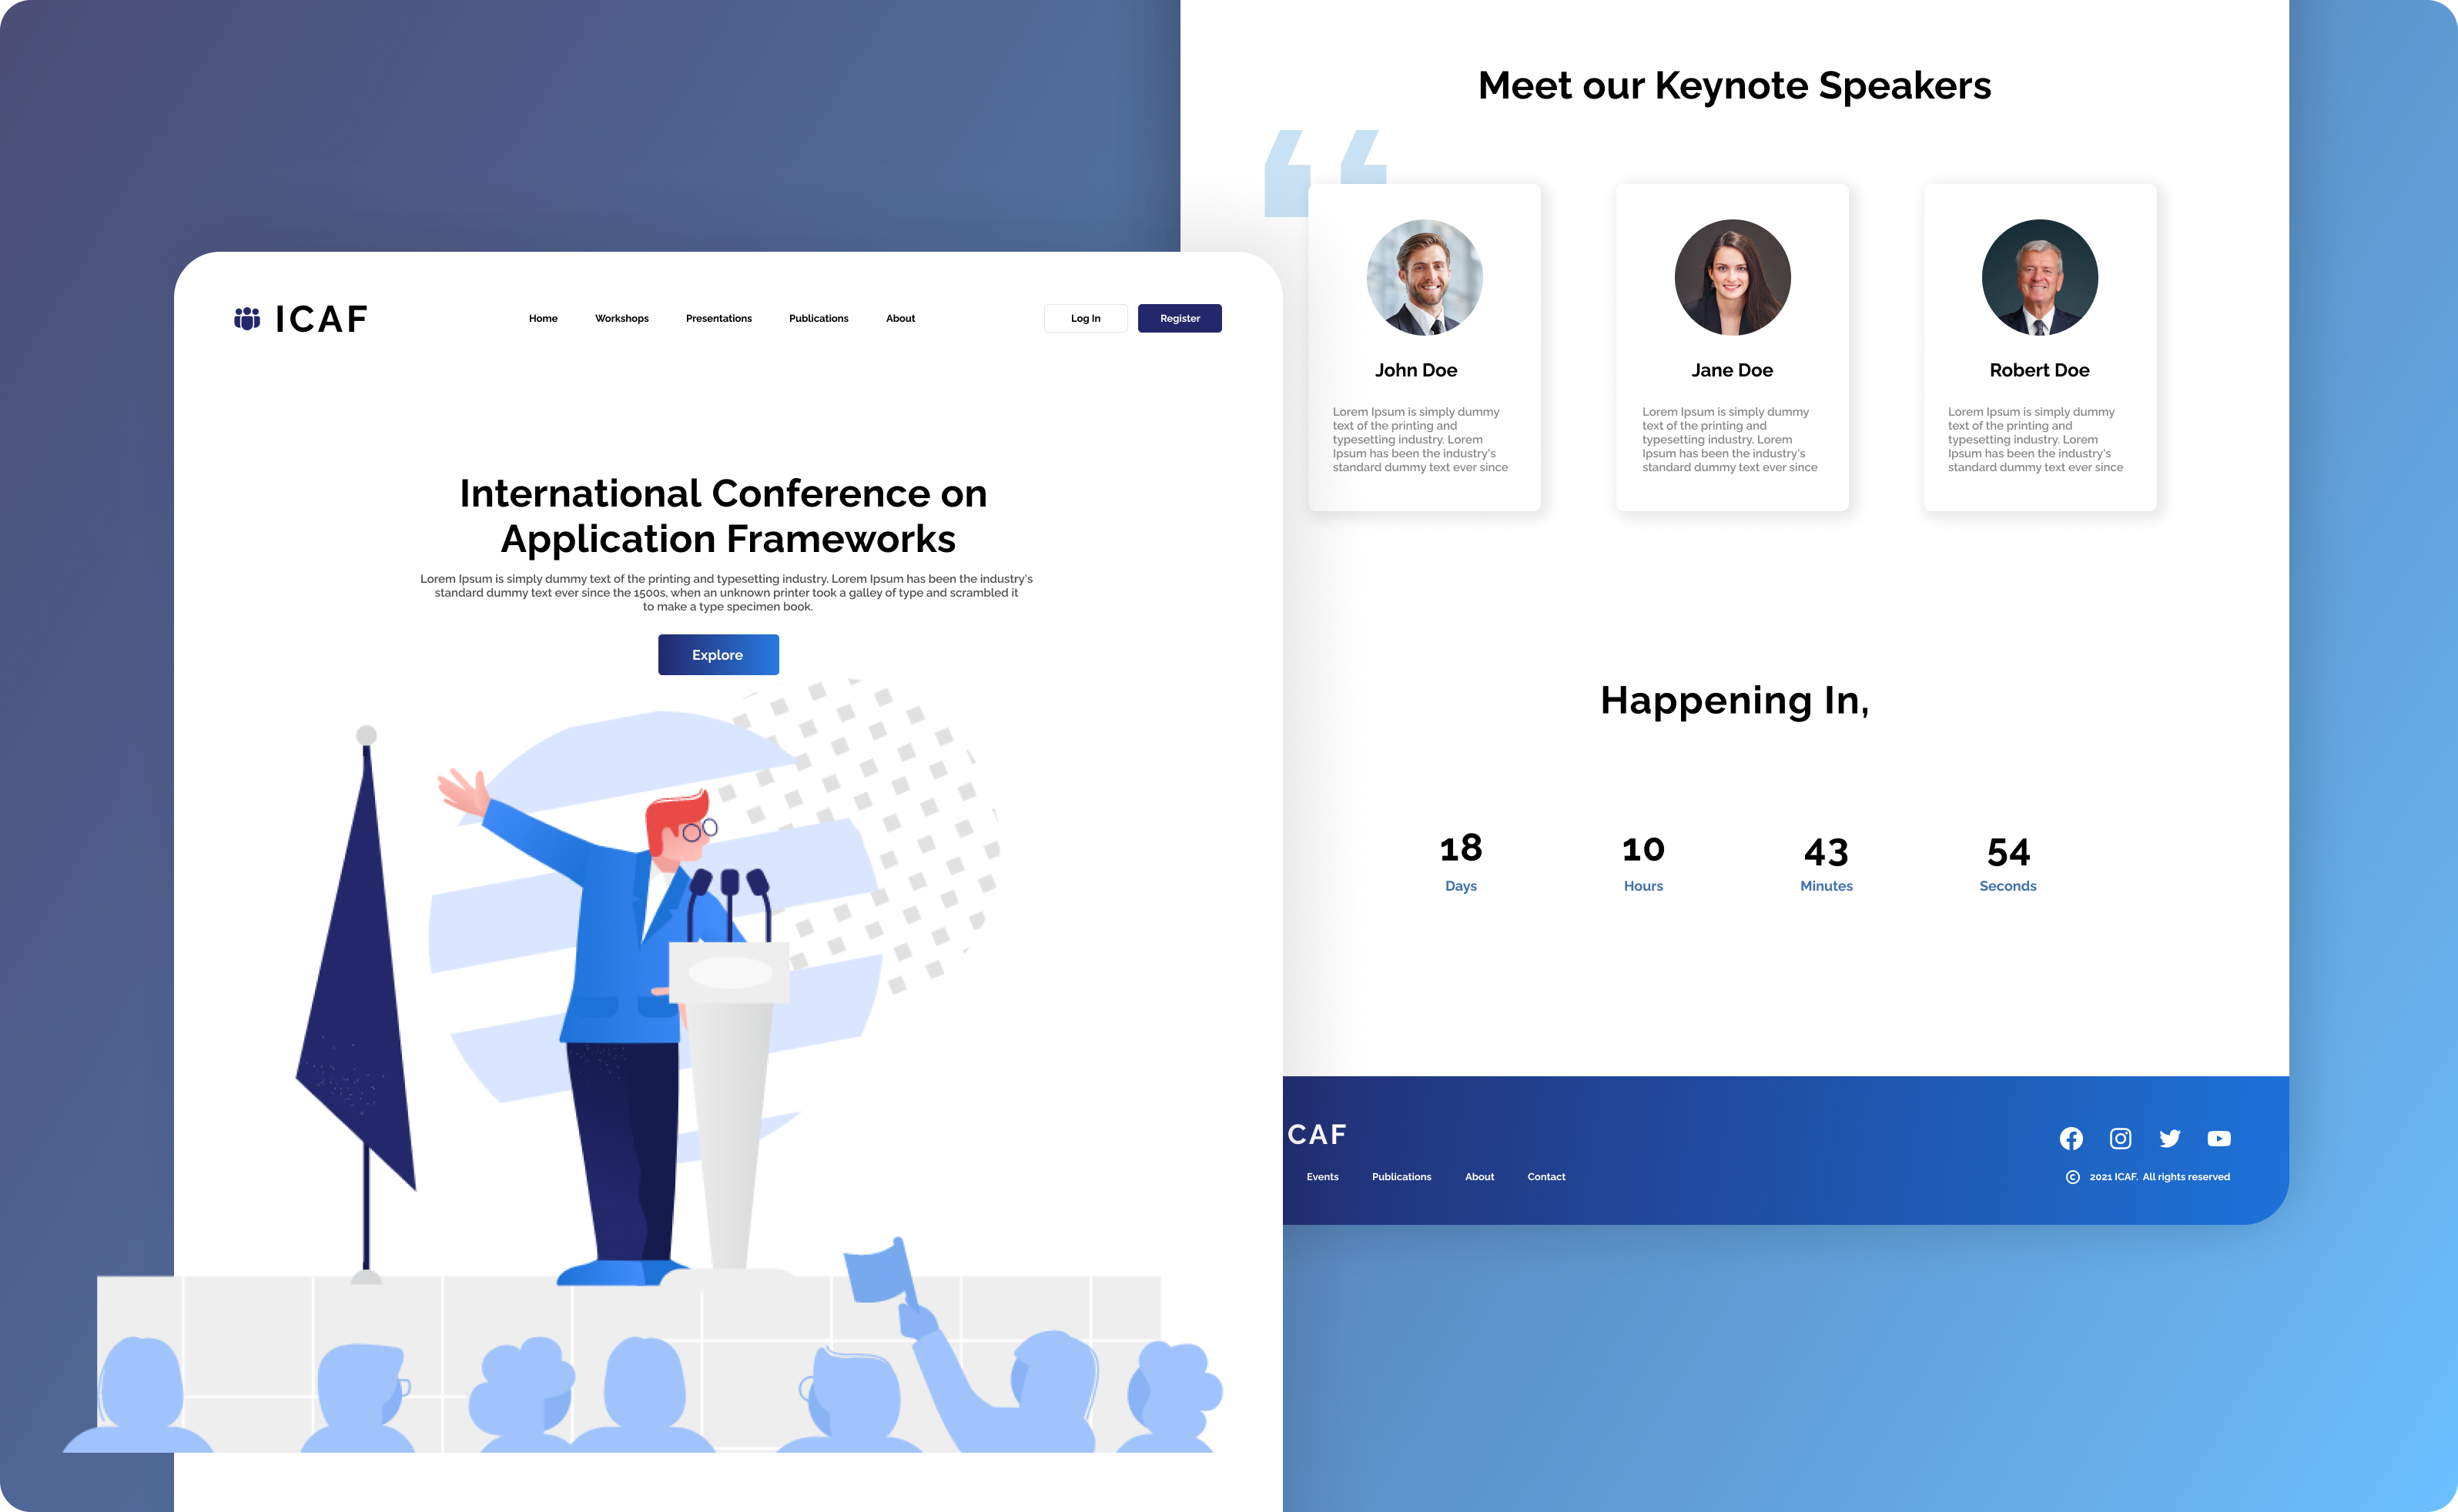 ICAF
Home Workshops Presentations Publications About
Log In Register
International Conference on
Application Frameworks
Lorem Ipsum is simply dummy text of the printing and typesetting industry. Lorem Ipsum has been the industry's
standard dummy text ever since the 1500s, when an unknown printer took a galley of type and scrambled it
to make a type specimen book.
Explore
Meet our Keynote Speakers
“
John Doe
Lorem Ipsum is simply dummy
text of the printing and
typesetting industry. Lorem
Ipsum has been the industry's
standard dummy text ever since
Jane Doe
Lorem Ipsum is simply dummy
text of the printing and
typesetting industry. Lorem
Ipsum has been the industry's
standard dummy text ever since
Robert Doe
Lorem Ipsum is simply dummy
text of the printing and
typesetting industry. Lorem
Ipsum has been the industry's
standard dummy text ever since
Happening In,
18 10 43 54
Days Hours Minutes Seconds
CAF
Events Publications About Contact
© 2021 ICAF. All rights reserved